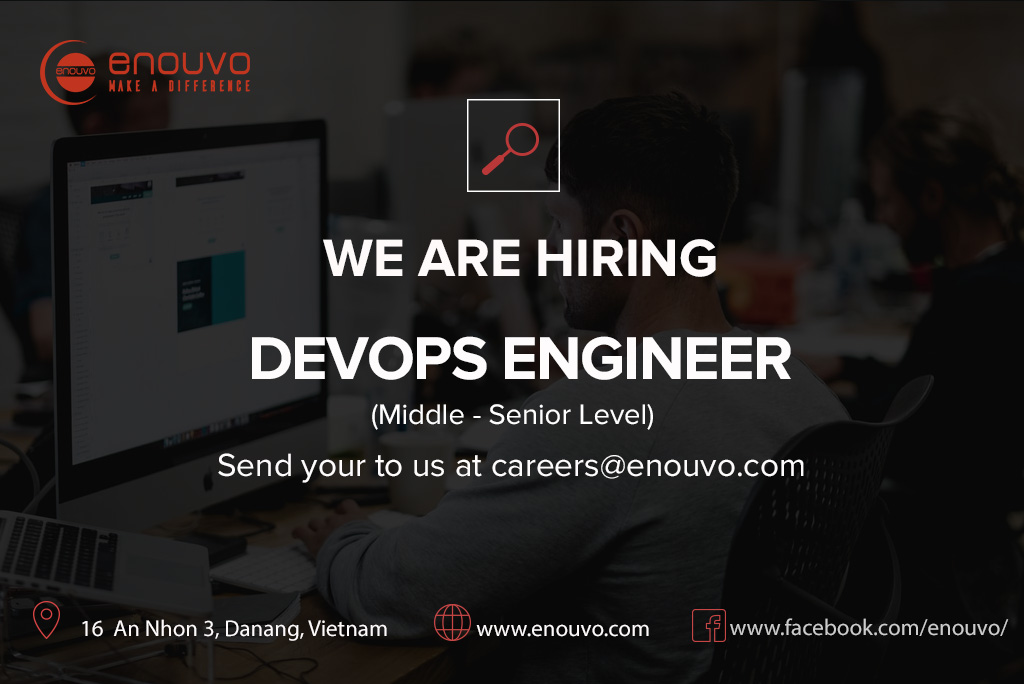 enouvo
enouvo
MAKE A DIFFERENCE
WE ARE HIRING
DEVOPS ENGINEER
(Middle - Senior Level)
Send your to us at careers@enouvo.com
16 An Nhon 3, Danang, Vietnam
www.enouvo.com
www.facebook.com/enouvo/